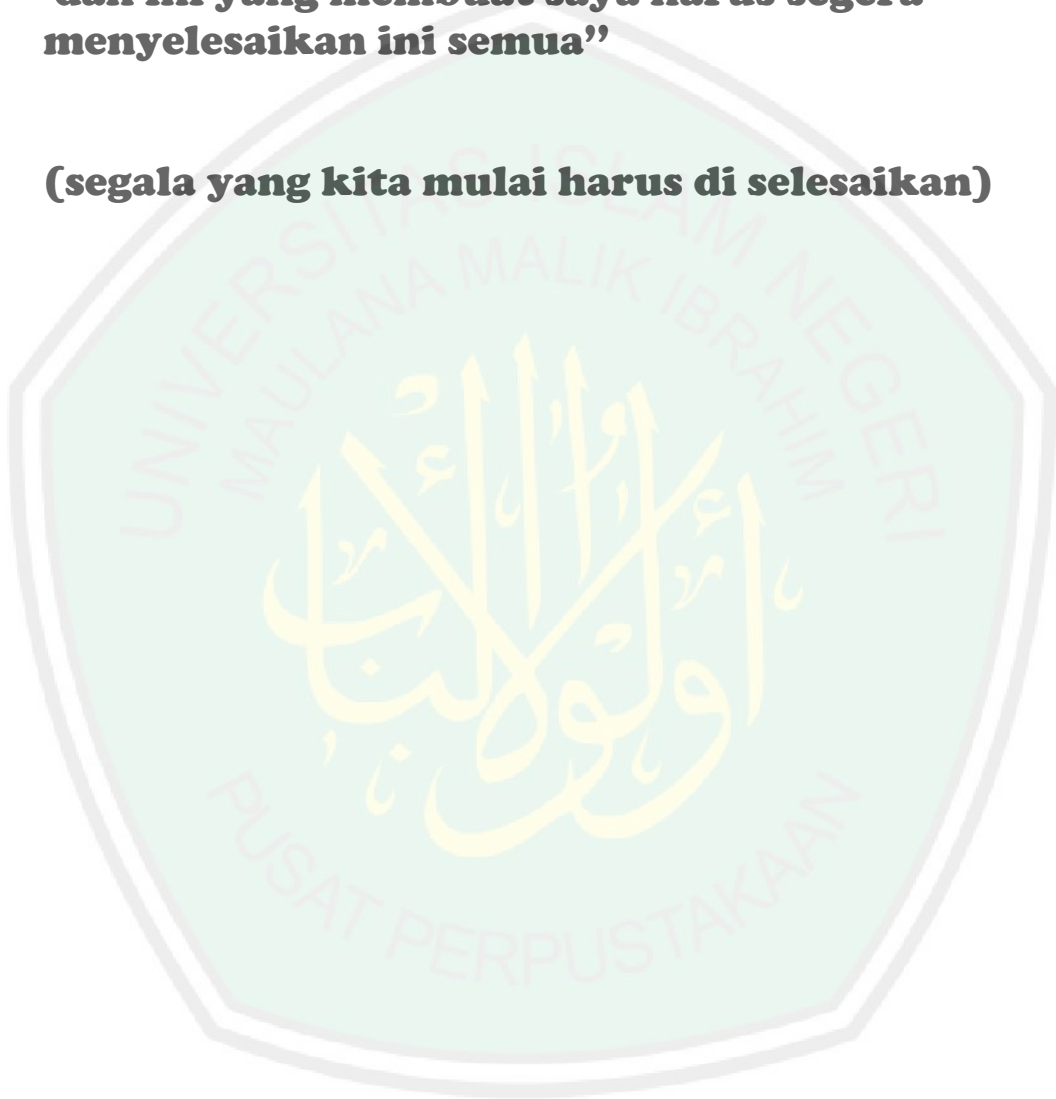 dan ini yang membuat saya harus segera
menyelesaikan ini semua”
(segala yang kita mulai harus di selesaikan)
UNIVERSITAS ISLAM NEGERI
MAULANA MALIK IBRAHIM
أولوا الألباب
PUSAT PERPUSTAKAAN